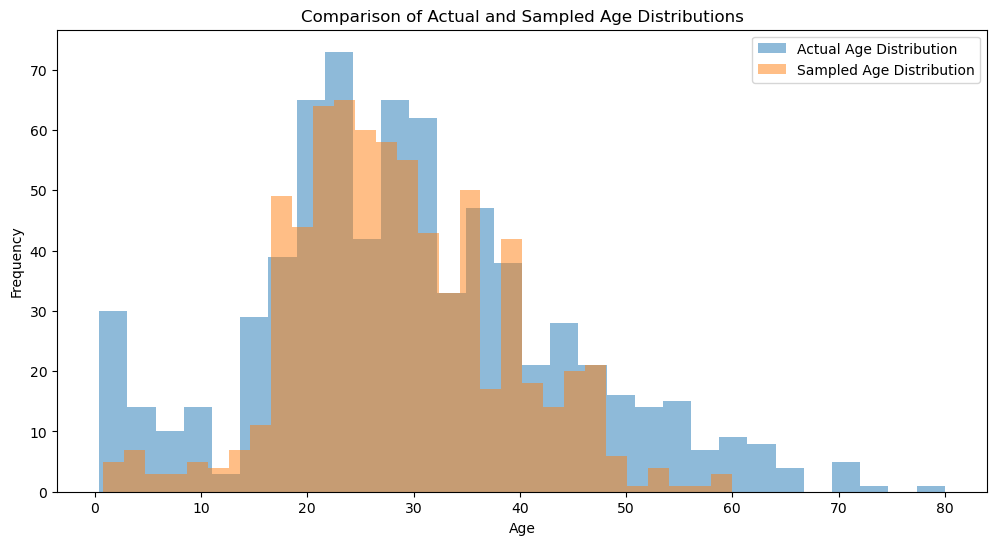 Comparison of Actual and Sampled Age Distributions
Actual Age Distribution
Sampled Age Distribution
70
60
50
40
30
20
10
0
Frequency
0 10 20 30 40 50 60 70 80
Age